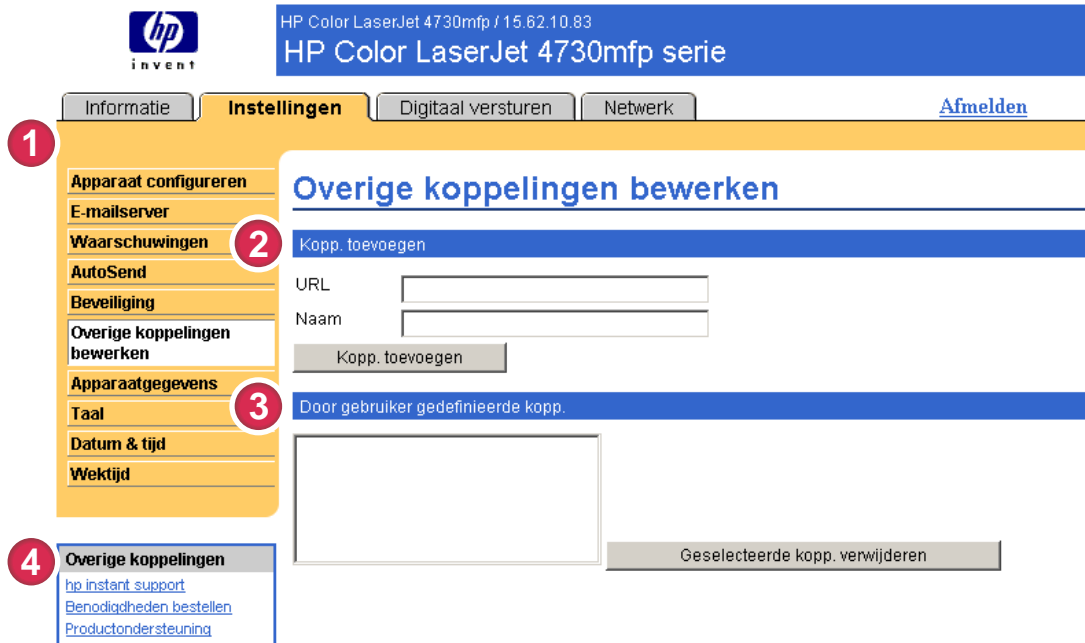 hp
invent
HP Color LaserJet 4730mfp / 15.62.10.83
HP Color LaserJet 4730mfp serie
Informatie
Instellingen
Digitaal versturen
Netwerk
Afmelden
1
Apparaat configureren
E-mailserver
Waarschuwingen
AutoSend
Beveiliging
Overige koppelingen
bewerken
Apparaatgegevens
Taal
Datum & tijd
Wektijd
Overige koppelingen bewerken
2
Kopp. toevoegen
URL
Naam
Kopp. toevoegen
3
Door gebruiker gedefinieerde kopp.
Geselecteerde kopp. verwijderen
4
Overige koppelingen
hp instant support
Benodigdheden bestellen
Productondersteuning